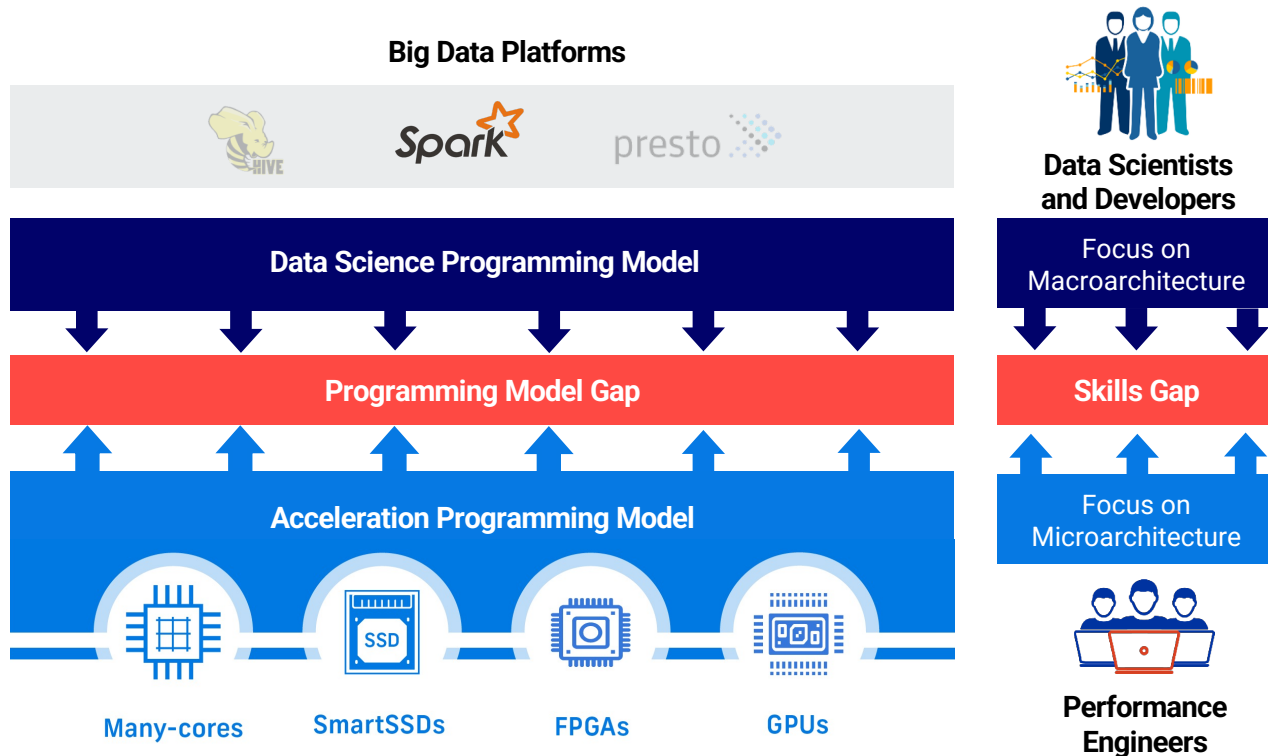 Big Data Platforms
HIVE
Spark
presto
Data Scientists
and Developers
Data Science Programming Model
Focus on
Macroarchitecture
Programming Model Gap
Skills Gap
Acceleration Programming Model
Focus on
Microarchitecture
SSD
Many-cores
SmartSSDs
FPGAs
GPUs
Performance
Engineers